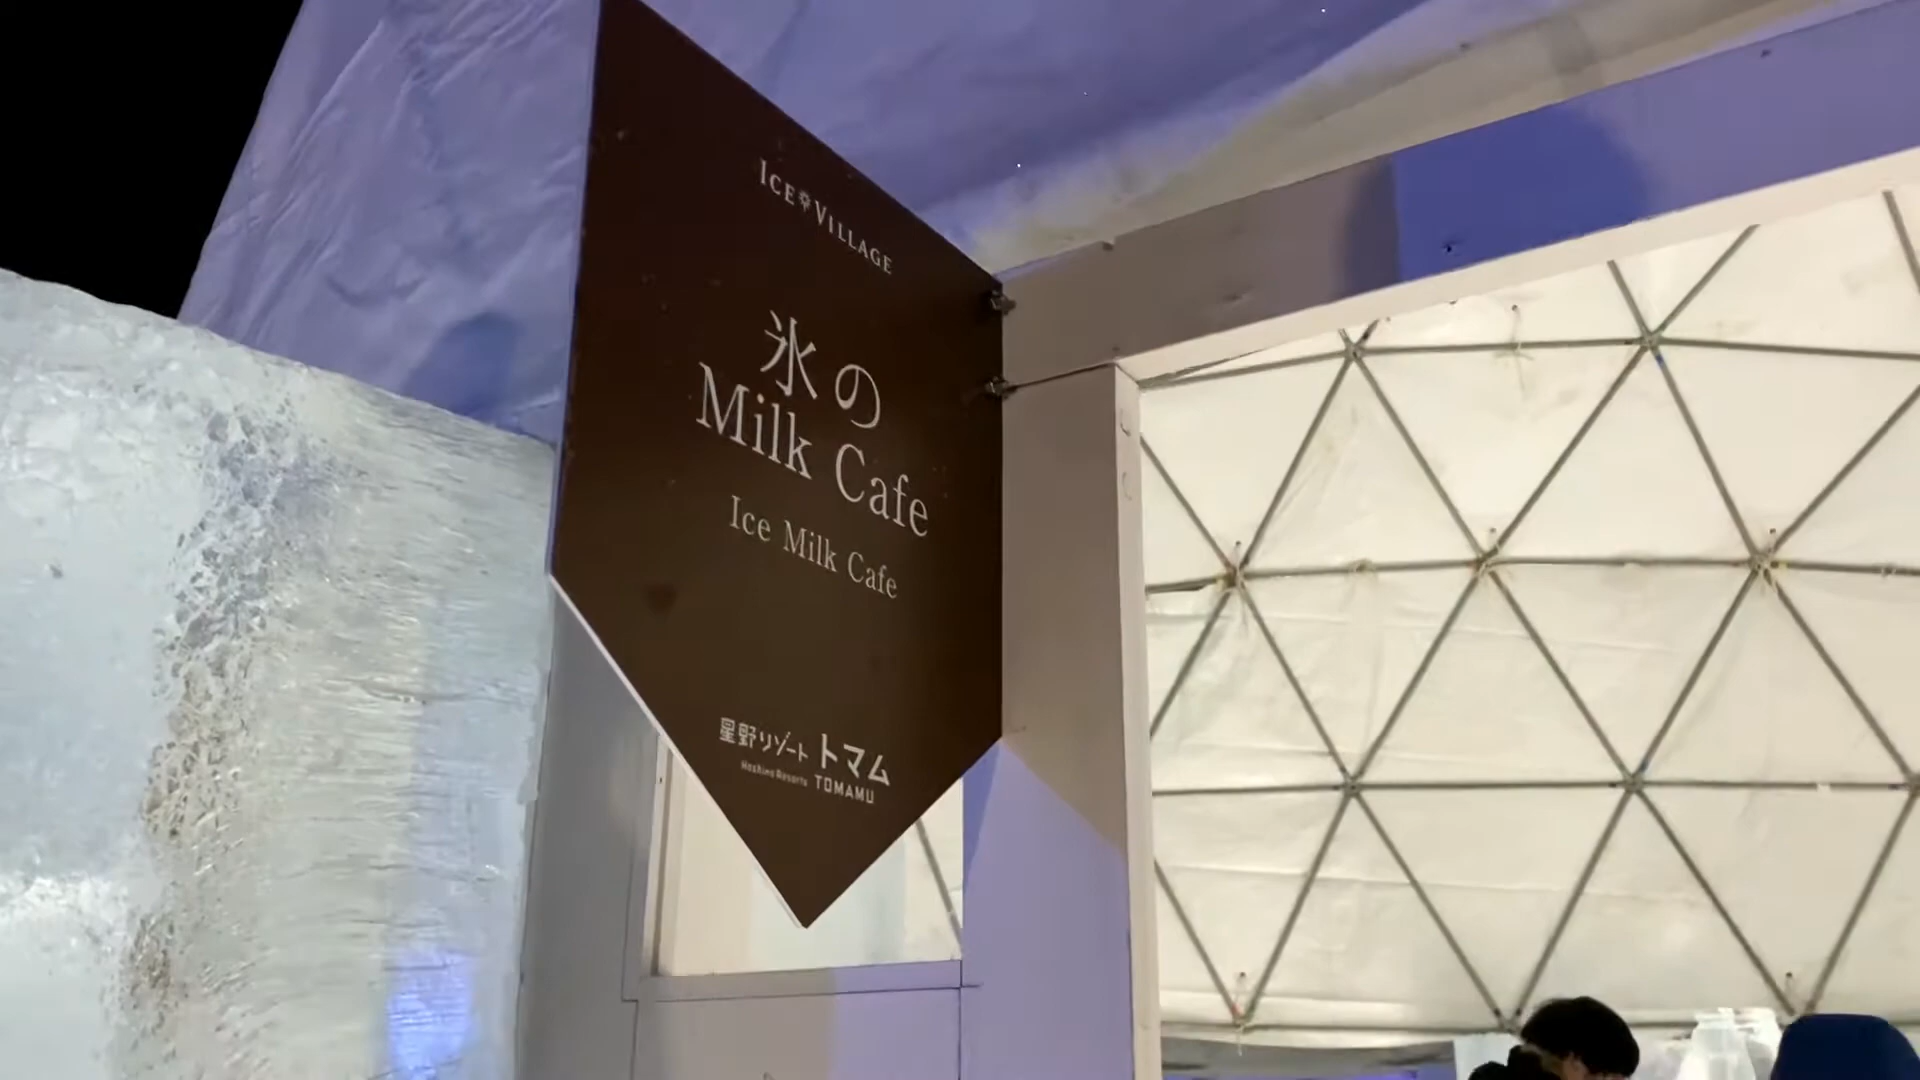 ICE VILLAGE
氷の
Milk Cafe
Ice Milk Cafe
星野リゾート トマム
Hoshino Resorts TOMAMU